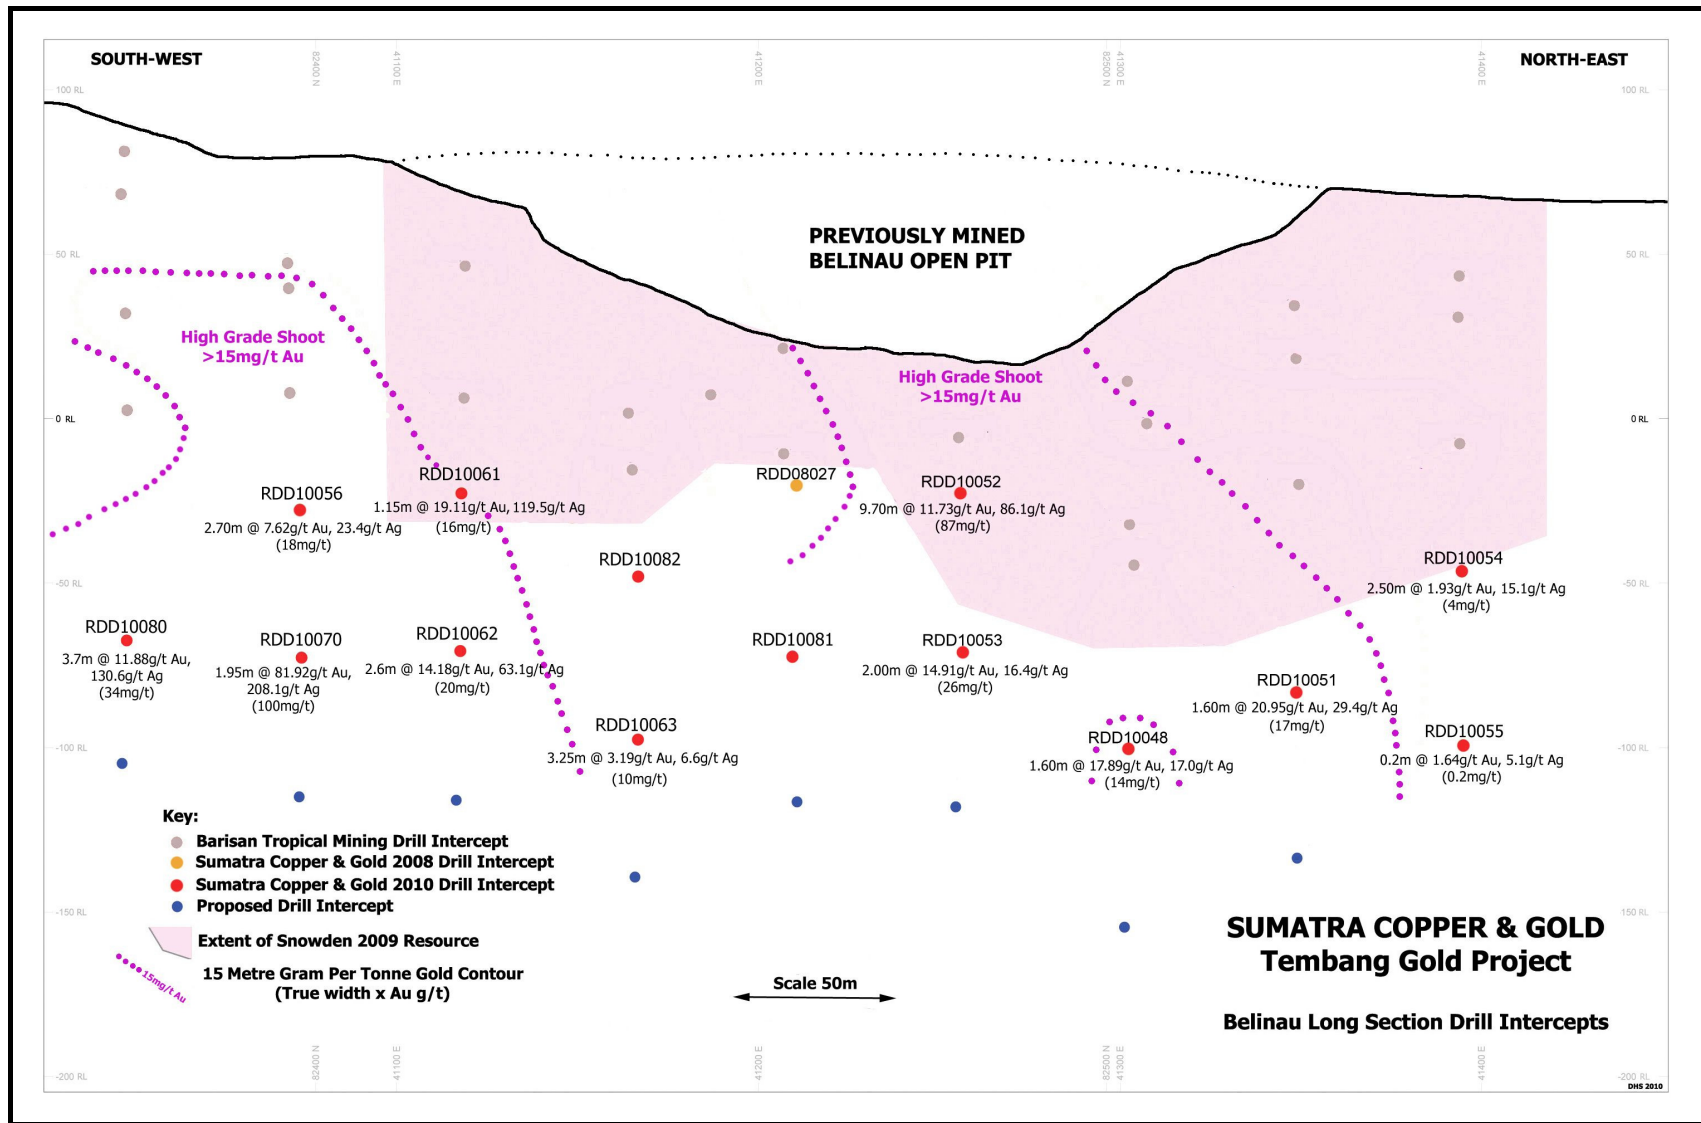 SOUTH-WEST
NORTH-EAST
82400 N
41100 E
41200 E
82500 N
41300 E
41400 E
100 RL
100 RL
50 RL
50 RL
0 RL
0 RL
-50 RL
-50 RL
-100 RL
-100 RL
-150 RL
-150 RL
-200 RL
-200 RL
PREVIOUSLY MINED
BELINAU OPEN PIT
High Grade Shoot
>15mg/t Au
High Grade Shoot
>15mg/t Au
RDD10056
2.70m @ 7.62g/t Au, 23.4g/t Ag
(18mg/t)
RDD10061
1.15m @ 19.11g/t Au, 119.5g/t Ag
(16mg/t)
RDD08027
RDD10052
9.70m @ 11.73g/t Au, 86.1g/t Ag
(87mg/t)
RDD10082
RDD10054
2.50m @ 1.93g/t Au, 15.1g/t Ag
(4mg/t)
RDD10080
3.7m @ 11.88g/t Au,
130.6g/t Ag
(34mg/t)
RDD10070
1.95m @ 81.92g/t Au,
208.1g/t Ag
(100mg/t)
RDD10062
2.6m @ 14.18g/t Au, 63.1g/t Ag
(20mg/t)
RDD10081
RDD10053
2.00m @ 14.91g/t Au, 16.4g/t Ag
(26mg/t)
RDD10051
1.60m @ 20.95g/t Au, 29.4g/t Ag
(17mg/t)
RDD10063
3.25m @ 3.19g/t Au, 6.6g/t Ag
(10mg/t)
RDD10048
1.60m @ 17.89g/t Au, 17.0g/t Ag
(14mg/t)
RDD10055
0.2m @ 1.64g/t Au, 5.1g/t Ag
(0.2mg/t)
Key:
Barisan Tropical Mining Drill Intercept
Sumatra Copper & Gold 2008 Drill Intercept
Sumatra Copper & Gold 2010 Drill Intercept
Proposed Drill Intercept
Extent of Snowden 2009 Resource
15mg/t Au
15 Metre Gram Per Tonne Gold Contour
(True width x Au g/t)
Scale 50m
SUMATRA COPPER & GOLD
Tembang Gold Project
Belinau Long Section Drill Intercepts
82400 N
41100 E
41200 E
82500 N
41300 E
41400 E
DHS 2010